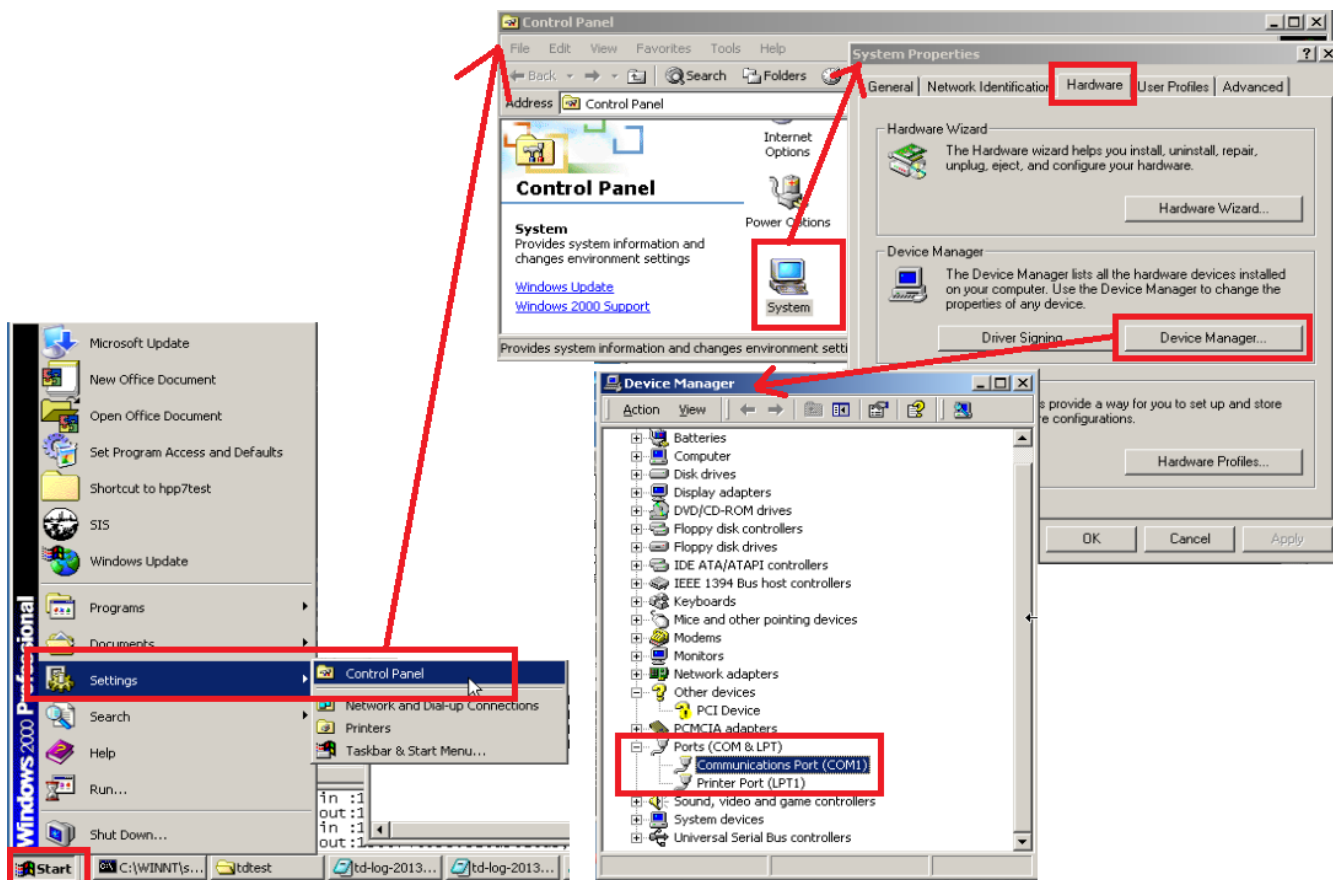 Control Panel
File Edit View Favorites Tools Help
Back Search Folders
Address Control Panel
Internet
Options
Control Panel
Power Options
System
Provides system information and
changes environment settings
Windows Update
Windows 2000 Support
System
Provides system information and changes environment setti
System Properties
General Network Identification Hardware User Profiles Advanced
Hardware Wizard
The Hardware wizard helps you install, uninstall, repair,
unplug, eject, and configure your hardware.
Hardware Wizard...
Device Manager
The Device Manager lists all the hardware devices installed
on your computer. Use the Device Manager to change the
properties of any device.
Driver Signing Device Manager...
s provide a way for you to set up and store
re configurations.
Hardware Profiles...
OK Cancel Apply
Device Manager
Action View
Batteries
Computer
Disk drives
Display adapters
DVD/CD-ROM drives
Floppy disk controllers
Floppy disk drives
IDE ATA/ATAPI controllers
IEEE 1394 Bus host controllers
Keyboards
Mice and other pointing devices
Modems
Monitors
Network adapters
Other devices
PCI Device
PCMCIA adapters
Ports (COM & LPT)
Communications Port (COM1)
Printer Port (LPT1)
Sound, video and game controllers
System devices
Universal Serial Bus controllers
Microsoft Update
New Office Document
Open Office Document
Set Program Access and Defaults
Shortcut to hpp7test
SIS
Windows Update
Programs
Documents
Settings
Search
Help
Run...
Shut Down...
Windows 2000 Professional
Control Panel
Network and Dial-up Connections
Printers
Taskbar & Start Menu...
in :1
out:1
in :1
Start C:\WINNT\s... tdtest td-log-2013... td-log-2013...